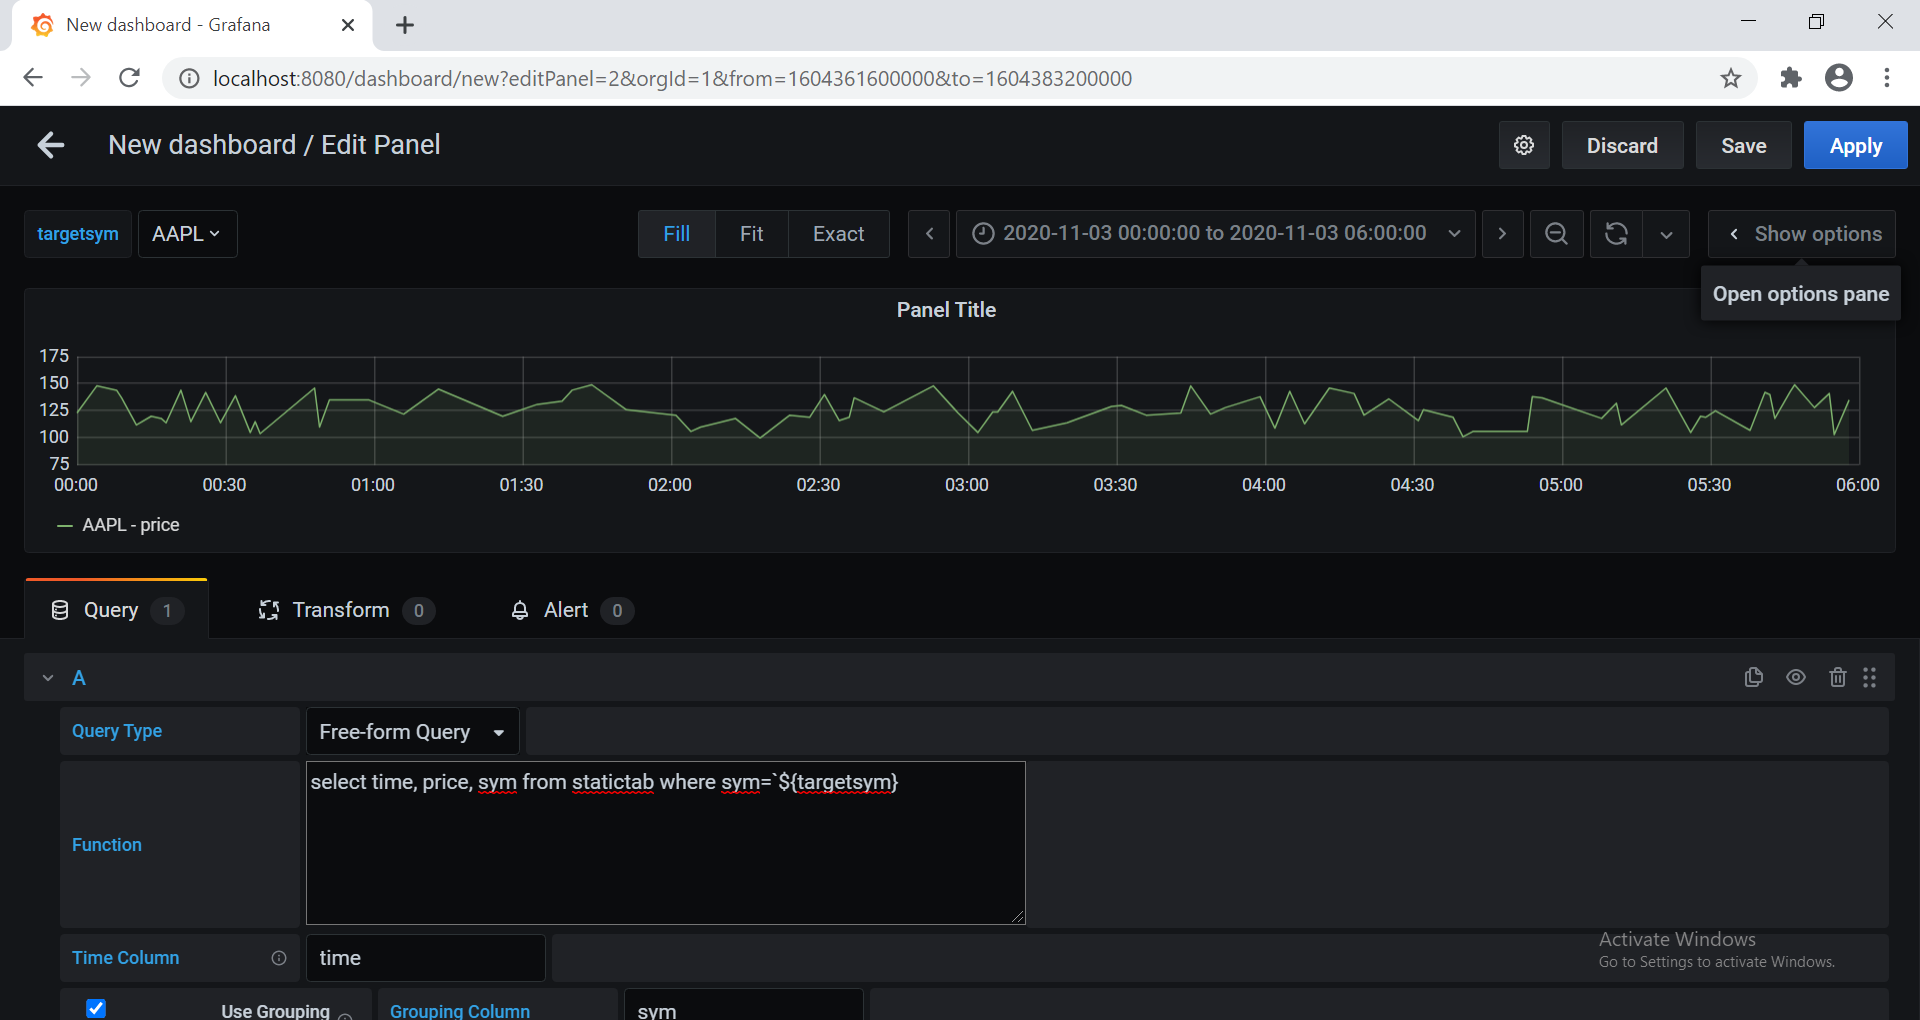 New dashboard - Grafana
localhost:8080/dashboard/new?editPanel=2&orgId=1&from=1604361600000&to=1604383200000
New dashboard / Edit Panel
Discard
Save
Apply
targetsym
AAPL
Fill
Fit
Exact
2020-11-03 00:00:00 to 2020-11-03 06:00:00
Show options
Open options pane
Panel Title
175
150
125
100
75
00:00 00:30 01:00 01:30 02:00 02:30 03:00 03:30 04:00 04:30 05:00 05:30 06:00
AAPL - price
Query 1
Transform 0
Alert 0
A
Query Type
Free-form Query
Function
select time, price, sym from statictab where sym=`${targetsym}
Time Column
time
Activate Windows
Go to Settings to activate Windows.
Use Grouping
Grouping Column
sym